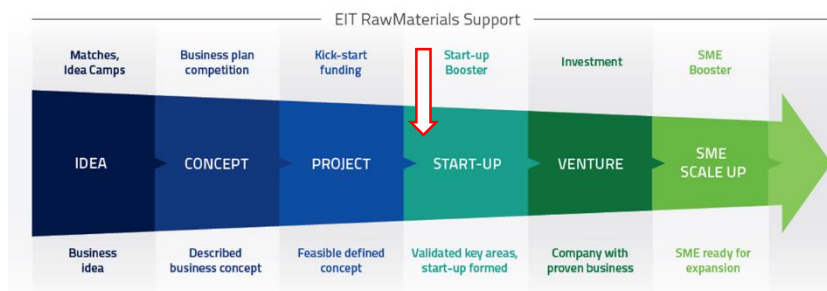 EIT RawMaterials Support
Matches,
Idea Camps
Business plan
competition
Kick-start
funding
Start-up
Booster
Investment
SME
Booster
IDEA
CONCEPT
PROJECT
START-UP
VENTURE
SME
SCALE UP
Business
idea
Described
business concept
Feasible defined
concept
Validated key areas,
start-up formed
Company with
proven business
SME ready for
expansion